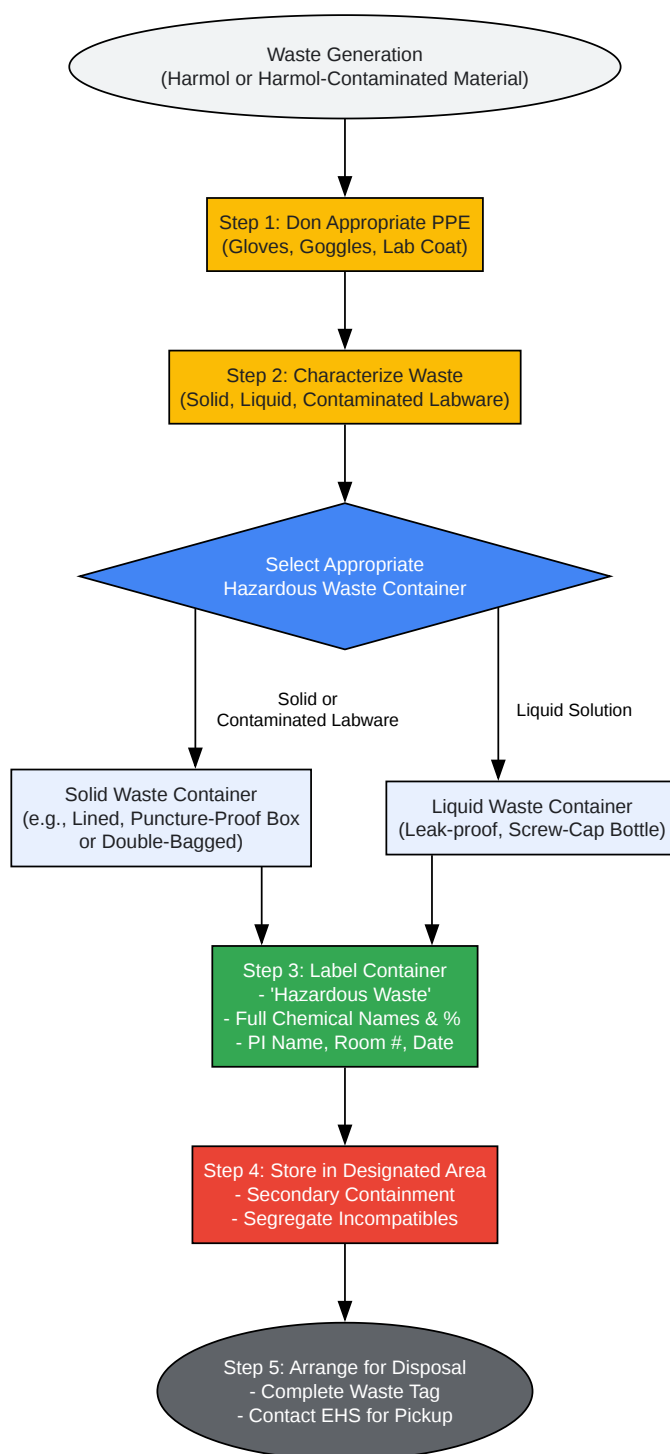 Waste Generation
(Harmol or Harmol-Contaminated Material)
Step 1: Don Appropriate PPE
(Gloves, Goggles, Lab Coat)
Step 2: Characterize Waste
(Solid, Liquid, Contaminated Labware)
Select Appropriate
Hazardous Waste Container
Solid or
Contaminated Labware
Liquid Solution
Solid Waste Container
(e.g., Lined, Puncture-Proof Box
or Double-Bagged)
Liquid Waste Container
(Leak-proof, Screw-Cap Bottle)
Step 3: Label Container
- 'Hazardous Waste'
- Full Chemical Names & %
- PI Name, Room #, Date
Step 4: Store in Designated Area
- Secondary Containment
- Segregate Incompatibles
Step 5: Arrange for Disposal
- Complete Waste Tag
- Contact EHS for Pickup